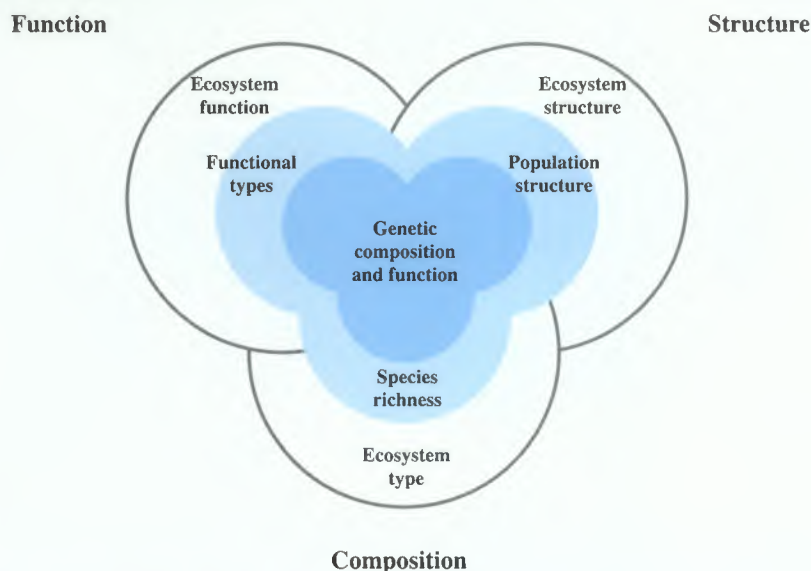 Function
Structure
Ecosystem
function
Ecosystem
structure
Functional
types
Population
structure
Genetic
composition
and function
Species
richness
Ecosystem
type
Composition